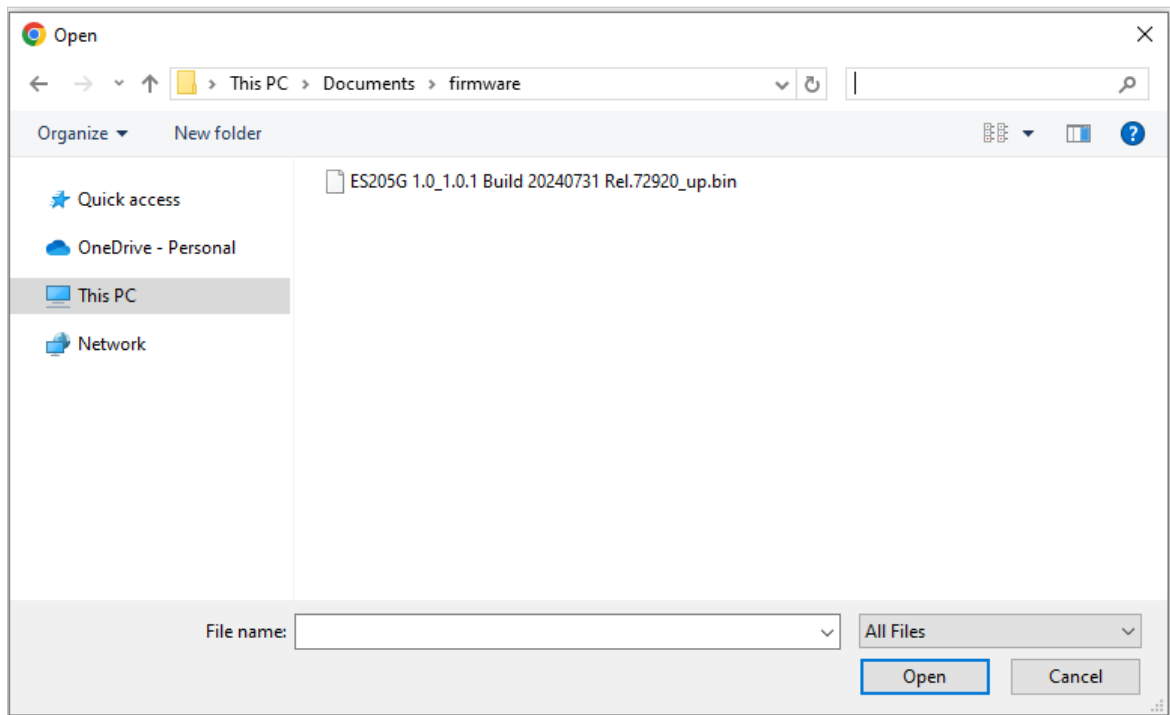 Open
This PC > Documents > firmware
Organize New folder
Quick access
OneDrive - Personal
This PC
Network
ES205G 1.0_1.0.1 Build 20240731 Rel.72920_up.bin
File name:
All Files
Open Cancel